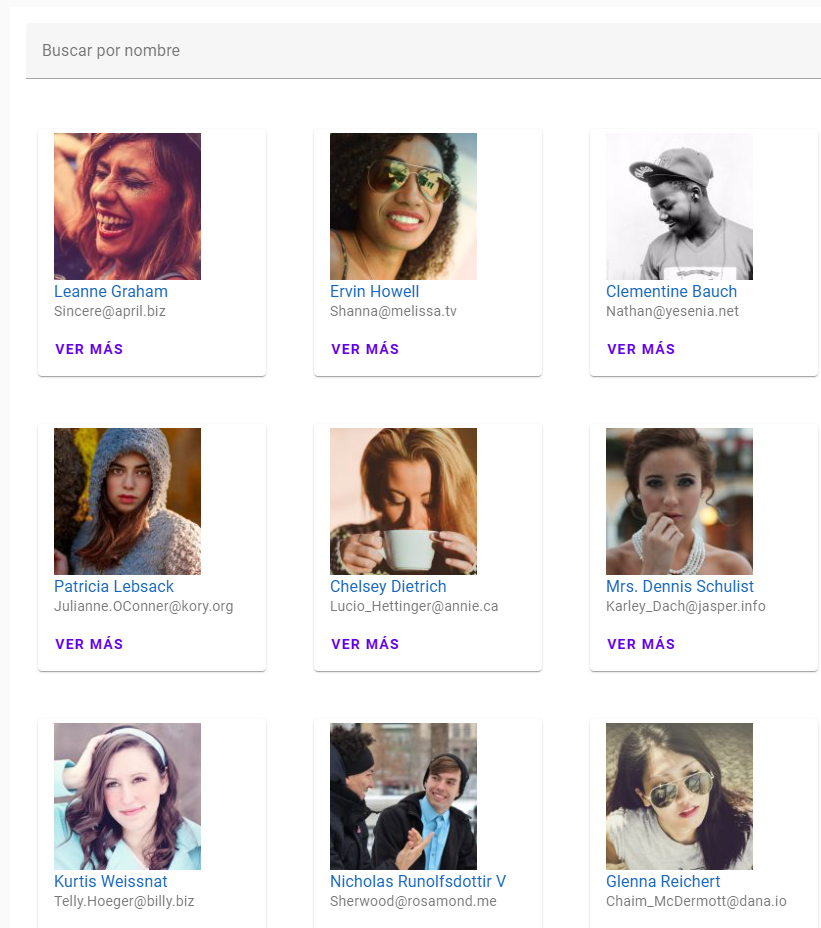 Buscar por nombre
Leanne Graham
Sincere@april.biz
VER MÁS
Ervin Howell
Shanna@melissa.tv
VER MÁS
Clementine Bauch
Nathan@yesenia.net
VER MÁS
Patricia Lebsack
Julianne.OConner@kory.org
VER MÁS
Chelsey Dietrich
Lucio_Hettinger@annie.ca
VER MÁS
Mrs. Dennis Schulist
Karley_Dach@jasper.info
VER MÁS
Kurtis Weissnat
Telly.Hoeger@billy.biz
Nicholas Runolfsdottir V
Sherwood@rosamond.me
Glenna Reichert
Chaim_McDermott@dana.io